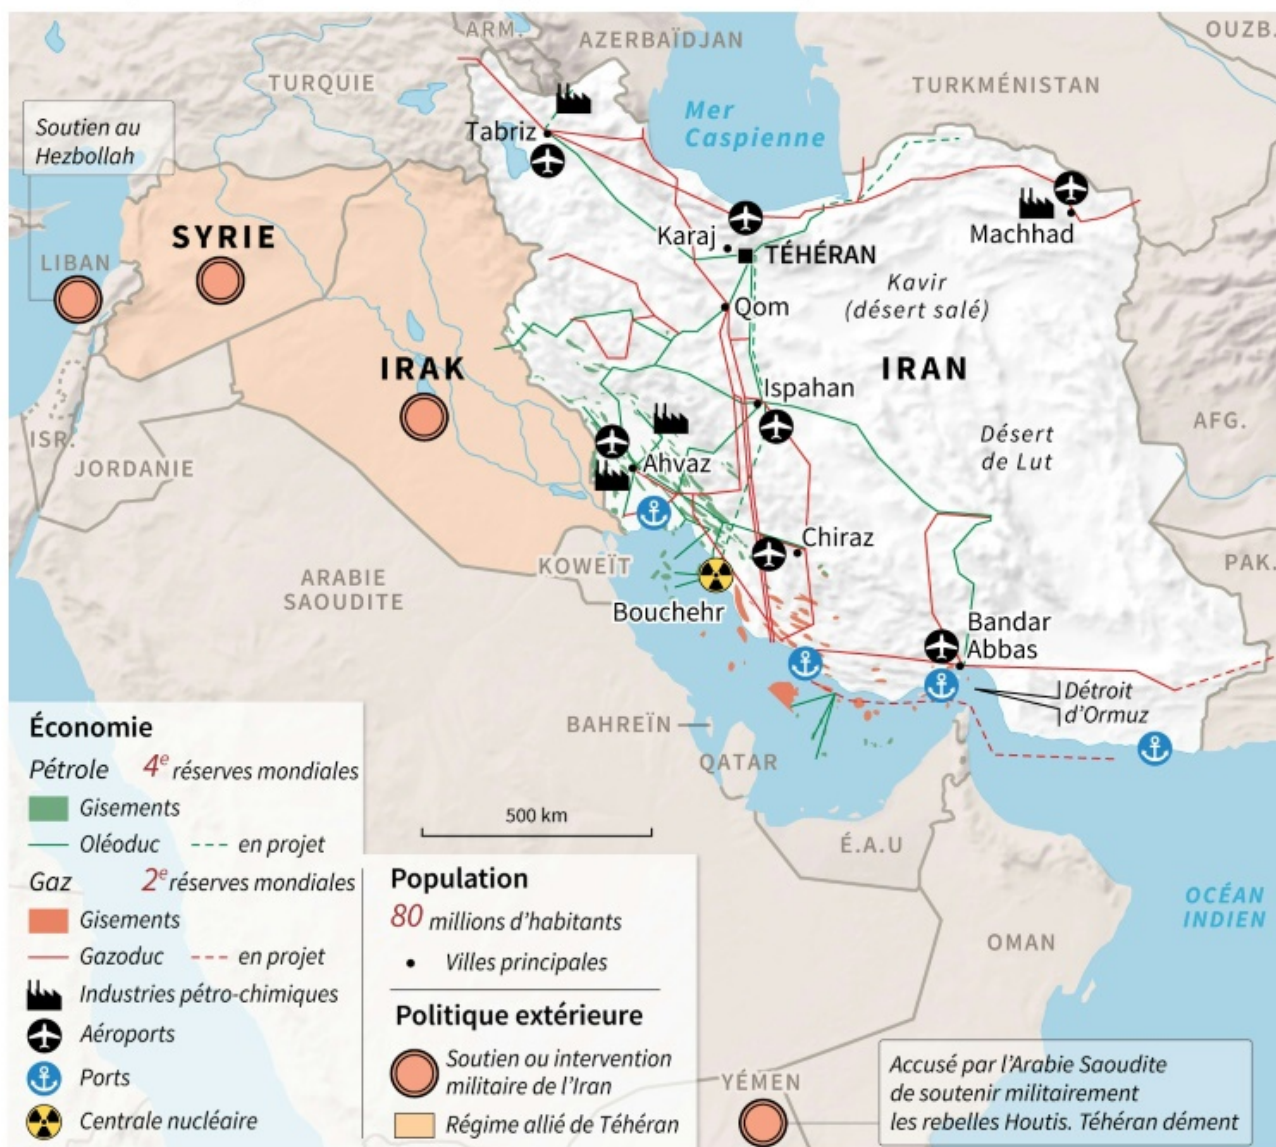 ARM.
AZERBAÏDJAN
OUZB.
TURQUIE
TURKMÉNISTAN
Mer
Caspienne
Soutien au
Hezbollah
Tabriz
SYRIE
LIBAN
Karaj
TÉHÉRAN
Machhad
Kavir
(désert salé)
Qom
IRAK
IRAN
Ispahan
ISR.
JORDANIE
AFG.
Désert
de Lut
Ahvaz
Chiraz
KOWEÏT
PAK.
ARABIE
SAOUDITE
Bouchehr
Bandar
Abbas
Détroit
d'Ormuz
BAHREÏN
QATAR
É.A.U
500 km
OCÉAN
INDIEN
OMAN
Économie
Pétrole 4e réserves mondiales
Gisements
Oléoduc en projet
Gaz 2e réserves mondiales
Gisements
Gazoduc en projet
Industries pétro-chimiques
Aéroports
Ports
Centrale nucléaire
Population
80 millions d'habitants
Villes principales
Politique extérieure
Soutien ou intervention
militaire de l'Iran
Régime allié de Téhéran
YÉMEN
Accusé par l'Arabie Saoudite
de soutenir militairement
les rebelles Houtis. Téhéran dément